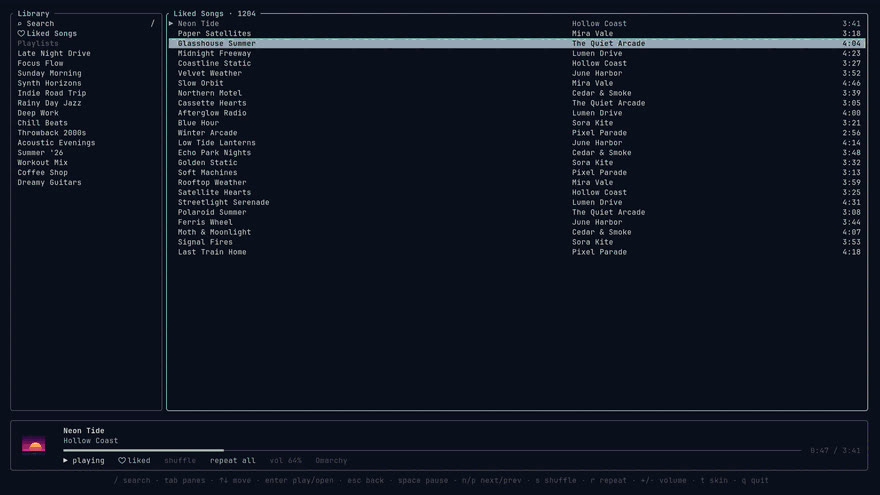 Library
⌕ Search /
♡ Liked Songs
Playlists
Late Night Drive
Focus Flow
Sunday Morning
Synth Horizons
Indie Road Trip
Rainy Day Jazz
Deep Work
Chill Beats
Throwback 2000s
Acoustic Evenings
Summer '26
Workout Mix
Coffee Shop
Dreamy Guitars
Liked Songs · 1204
▶ Neon Tide Hollow Coast 3:41
Paper Satellites Mira Vale 3:18
Glasshouse Summer The Quiet Arcade 4:04
Midnight Freeway Lumen Drive 4:23
Coastline Static Hollow Coast 3:27
Velvet Weather June Harbor 3:52
Slow Orbit Mira Vale 4:46
Northern Motel Cedar & Smoke 3:39
Cassette Hearts The Quiet Arcade 3:05
Afterglow Radio Lumen Drive 4:00
Blue Hour Sora Kite 3:21
Winter Arcade Pixel Parade 2:56
Low Tide Lanterns June Harbor 4:14
Echo Park Nights Cedar & Smoke 3:48
Golden Static Sora Kite 3:32
Soft Machines Pixel Parade 3:13
Rooftop Weather Mira Vale 3:59
Satellite Hearts Hollow Coast 3:25
Streetlight Serenade Lumen Drive 4:31
Polaroid Summer The Quiet Arcade 3:08
Ferris Wheel June Harbor 3:44
Moth & Moonlight Cedar & Smoke 4:07
Signal Fires Sora Kite 3:53
Last Train Home Pixel Parade 4:18
Neon Tide
Hollow Coast
0:47 / 3:41
▶ playing ♡ liked shuffle repeat all vol 64% Omarchy
/ search · tab panes · ↑↓ move · enter play/open · esc back · space pause · n/p next/prev · s shuffle · r repeat · +/- volume · t skin · q quit